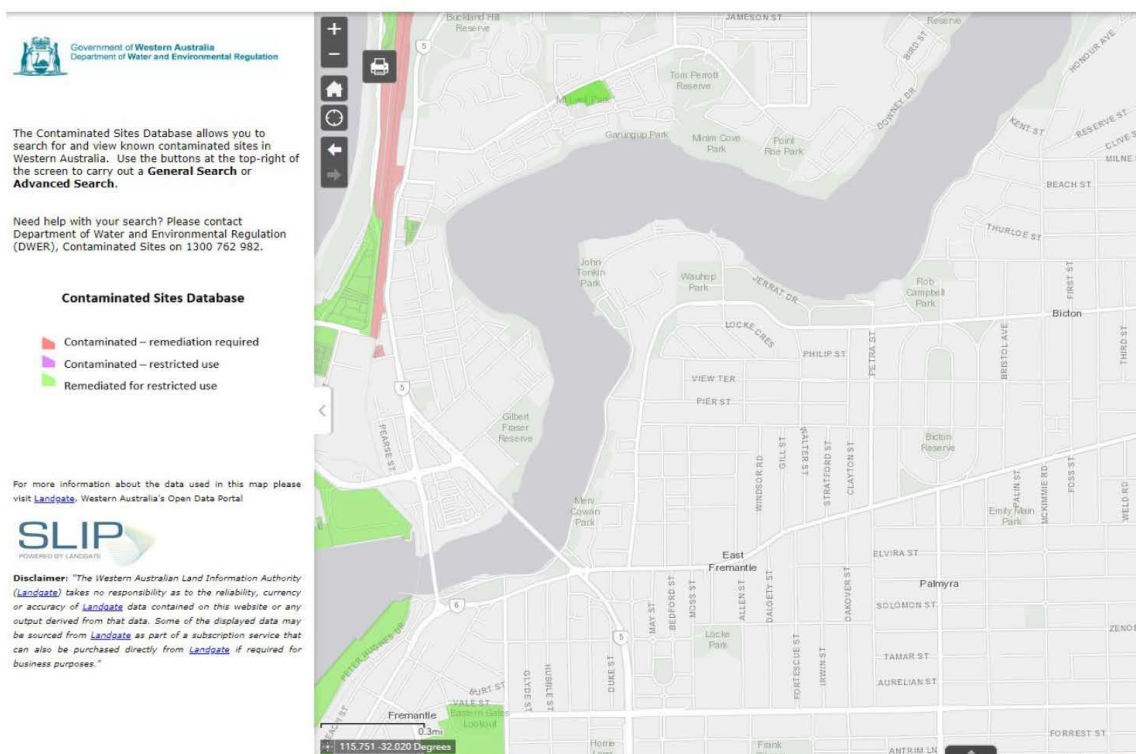 Government of Western Australia
Department of Water and Environmental Regulation
The Contaminated Sites Database allows you to
search for and view known contaminated sites in
Western Australia. Use the buttons at the top-right of
the screen to carry out a General Search or
Advanced Search.
Need help with your search? Please contact
Department of Water and Environmental Regulation
(DWER), Contaminated Sites on 1300 762 982.
Contaminated Sites Database
Contaminated – remediation required
Contaminated – restricted use
Remediated for restricted use
For more information about the data used in this map please
visit Landgate, Western Australia's Open Data Portal
SLIP
POWERED BY LANDGATE
Disclaimer: "The Western Australian Land Information Authority
(Landgate) takes no responsibility as to the reliability, currency
or accuracy of Landgate data contained on this website or any
output derived from that data. Some of the displayed data may
be sourced from Landgate as part of a subscription service that
can also be purchased directly from Landgate if required for
business purposes."
+
−
Buckland Hill
Reserve
5
JAMESON ST
Reserve
BIRD ST
HONOUR AVE
Tom Perrott
Reserve
DOWNEY DR
Garungup Park
Minim Cove
Park
Point
Roe Park
KENT ST
RESERVE ST
CLIVE S
MILNE
BEACH ST
THURLOE ST
John
Tonkin
Park
Wauhop
Park
JERRAT DR
Rob
Campbell
Park
FIRST ST
Bicton
LOCKE CRES
PHILIP ST
PETRA ST
BRISTOL AVE
THIRD ST
VIEW TER
PIER ST
5
PEARSE ST
Gilbert
Fraser
Reserve
WINDSOR RD
GILL ST
WALTER ST
STRATFORD ST
CLAYTON ST
Bicton
Reserve
PALIN ST
MCKIMMIE RD
FOSS ST
WELD RD
Merv
Cowan
Park
Emily Main
Park
East
Fremantle
ELVIRA ST
Palmyra
6
PETER HUGHES DR
MAY ST
BEDFORD ST
MOSS ST
ALLEN ST
DALGETY ST
OAKOVER ST
SOLOMON ST
5
Locke
Park
ZENO
TAMAR ST
DUKE ST
FORTESCUE ST
IRWIN ST
AURELIAN ST
BURT ST
VALE ST
GLYDE ST
HUBBLE ST
Fremantle
BEACH ST
Eastern Gates
Lookout
0.3mi
FORREST ST
115.751 -32.020 Degrees
Horne
Frank
ANTRIM LN